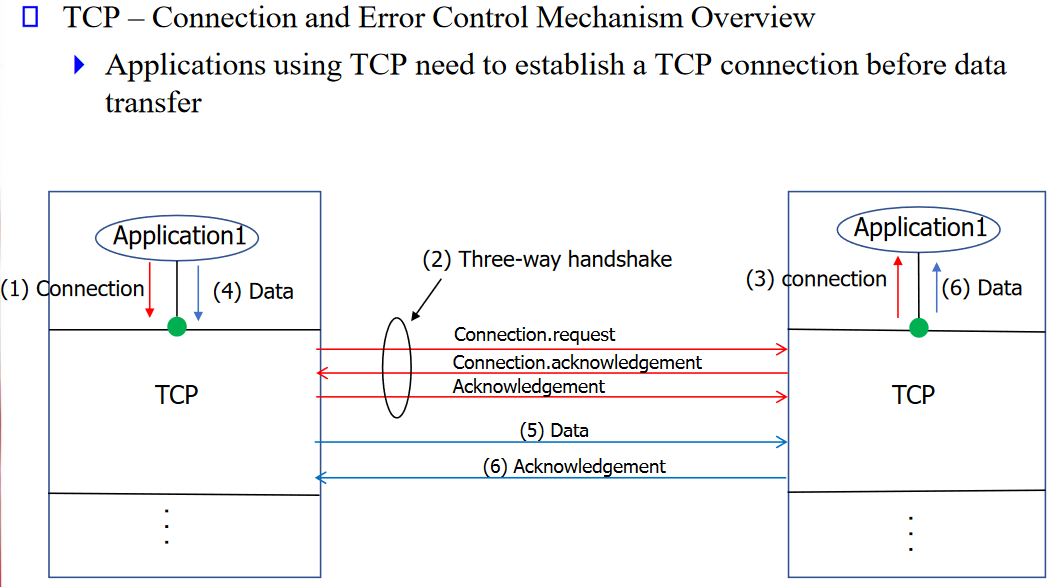 TCP – Connection and Error Control Mechanism Overview
Applications using TCP need to establish a TCP connection before data
transfer
Application1
Application1
(2) Three-way handshake
(1) Connection
(4) Data
(3) connection
(6) Data
Connection.request
Connection.acknowledgement
Acknowledgement
TCP
TCP
(5) Data
(6) Acknowledgement